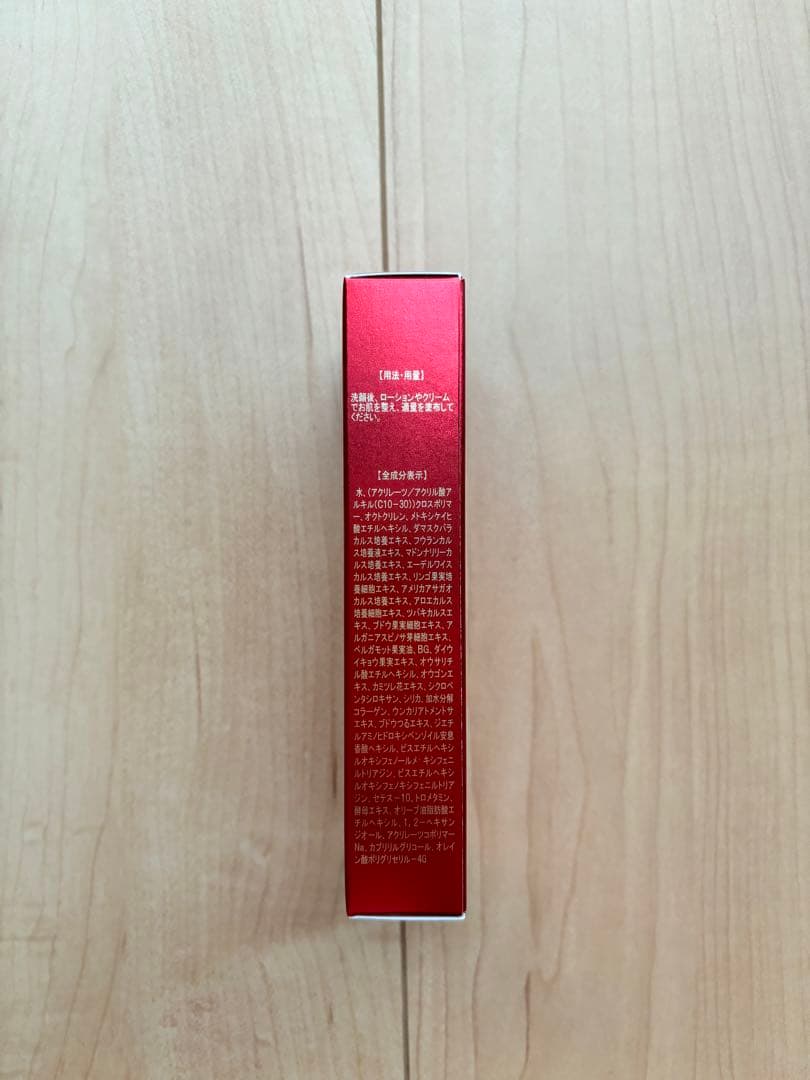 【用法・用量】
洗顔後、ローションやクリーム
でお肌を整え、適量を塗布して
ください。
【全成分表示】
水、(アクリレーツ/アクリル酸ア
ルキル(C10-30))クロスポリマ
ー、オクトクリレン、メトキシケイヒ
酸エチルヘキシル、ダマスクバラ
カルス培養エキス、フウランカル
ス培養液エキス、マドンナリリーカ
ルス培養エキス、エーデルワイス
カルス培養エキス、リンゴ果実培
養細胞エキス、アメリカアサガオ
カルス培養エキス、アロエカルス
培養細胞エキス、ツバキカルスエ
キス、ブドウ果実細胞エキス、ア
ルガニアスピノサ芽細胞エキス、
ベルガモット果実油、BG、ダイウ
イキョウ果実エキス、オウサリチ
ル酸エチルヘキシル、オウゴンエ
キス、カミツレ花エキス、シクロペ
ンタシロキサン、シリカ、加水分解
コラーゲン、ウンカリアトメントサ
エキス、ブドウつるエキス、ジエチ
ルアミノヒドロキシベンゾイル安息
香酸ヘキシル、ビスエチルヘキシ
ルオキシフェノールメ キシフェニ
ルトリアジン、ビスエチルヘキシ
ルオキシフェノキシフェニルトリア
ジン、セテス-10、トロメタミン、
酵母エキス、オリーブ油脂肪酸エ
チルヘキシル、1,2-ヘキサン
ジオール、アクリレーツコポリマー
Na、カプリリルグリコール、オレイ
ン酸ポリグリセリル-4G